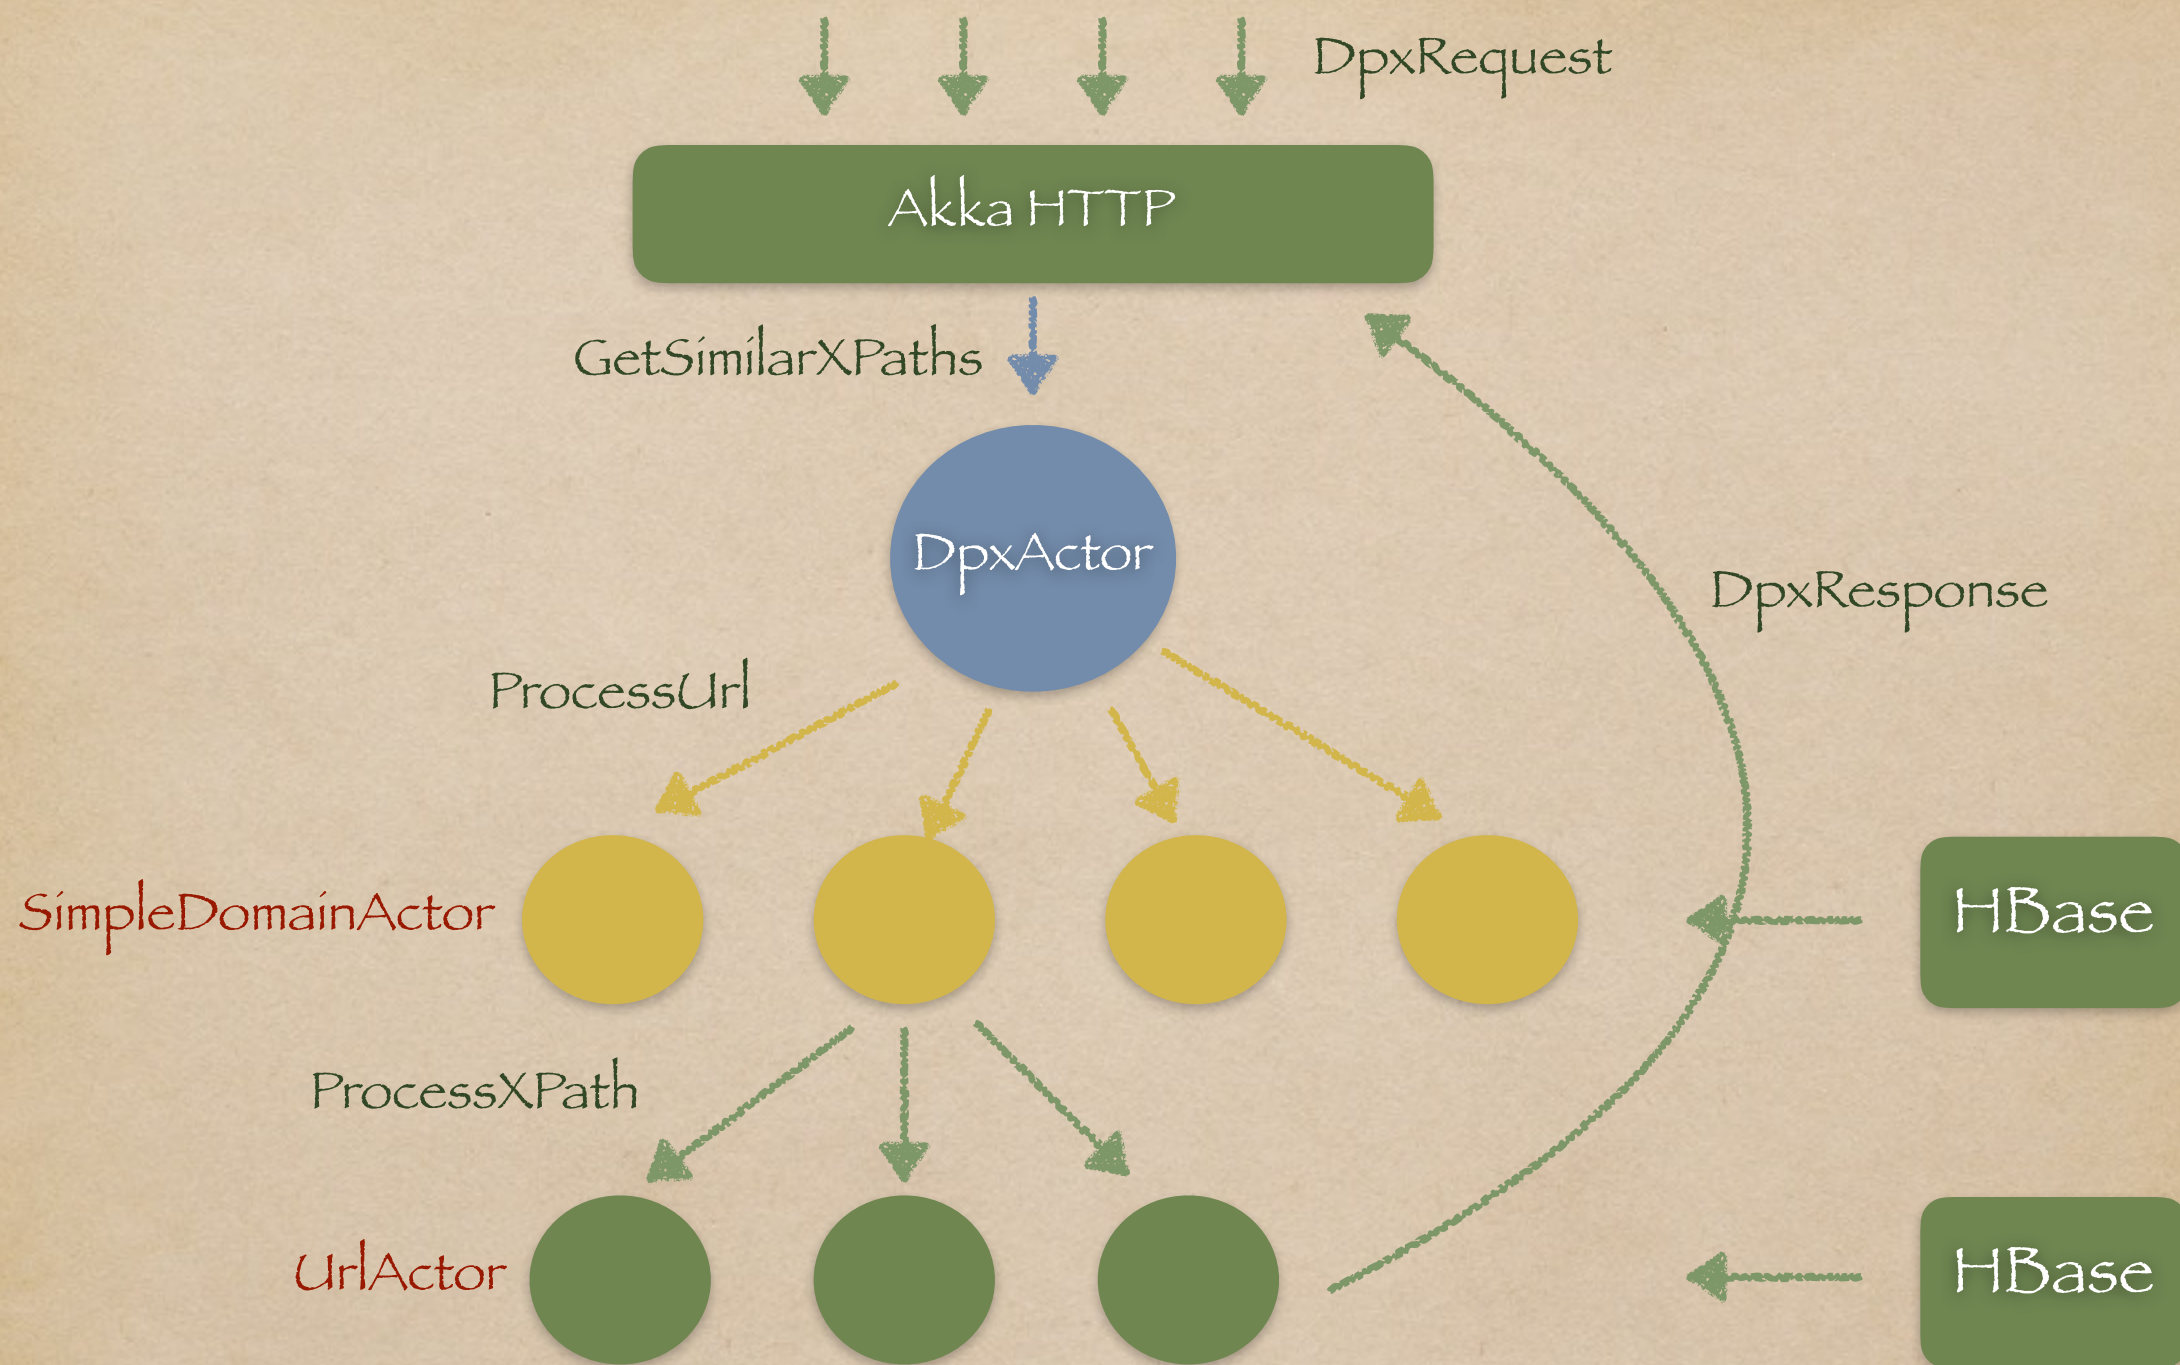 DpxRequest
Akka HTTP
GetSimilarXPaths
DpxActor
DpxResponse
ProcessUrl
SimpleDomainActor
HBase
ProcessXPath
UrlActor
HBase